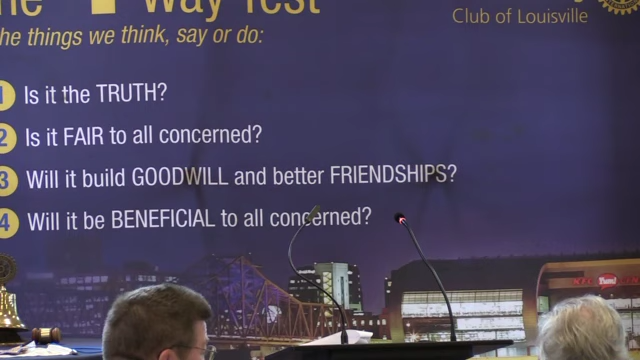 Way Test
Club of Louisville
the things we think, say or do:
1 Is it the TRUTH?
2 Is it FAIR to all concerned?
3 Will it build GOODWILL and better FRIENDSHIPS?
4 Will it be BENEFICIAL to all concerned?
Yum!